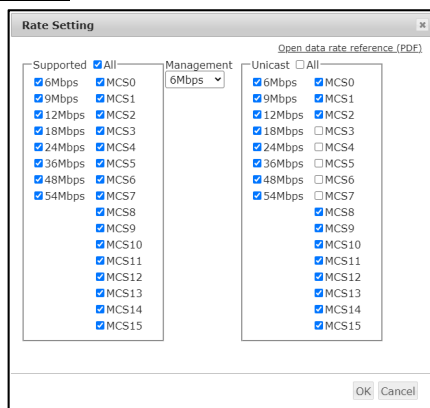 Rate Setting
Open data rate reference (PDF)
Supported All Management Unicast All
6Mbps MCS0 6Mbps 6Mbps MCS0
9Mbps MCS1 9Mbps MCS1
12Mbps MCS2 12Mbps MCS2
18Mbps MCS3 18Mbps MCS3
24Mbps MCS4 24Mbps MCS4
36Mbps MCS5 36Mbps MCS5
48Mbps MCS6 48Mbps MCS6
54Mbps MCS7 54Mbps MCS7
MCS8 MCS8
MCS9 MCS9
MCS10 MCS10
MCS11 MCS11
MCS12 MCS12
MCS13 MCS13
MCS14 MCS14
MCS15 MCS15
OK Cancel